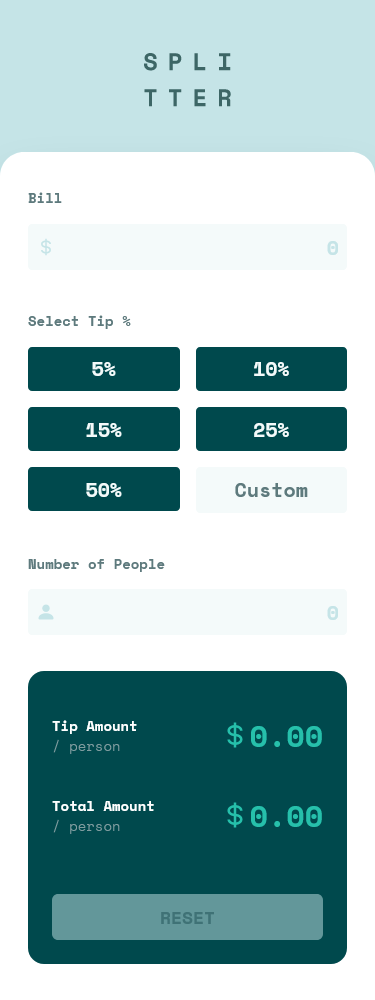 SPLI
TTER
Bill
$ 0
Select Tip %
5% 10%
15% 25%
50% Custom
Number of People
0
Tip Amount
/ person
$0.00
Total Amount
/ person
$0.00
RESET